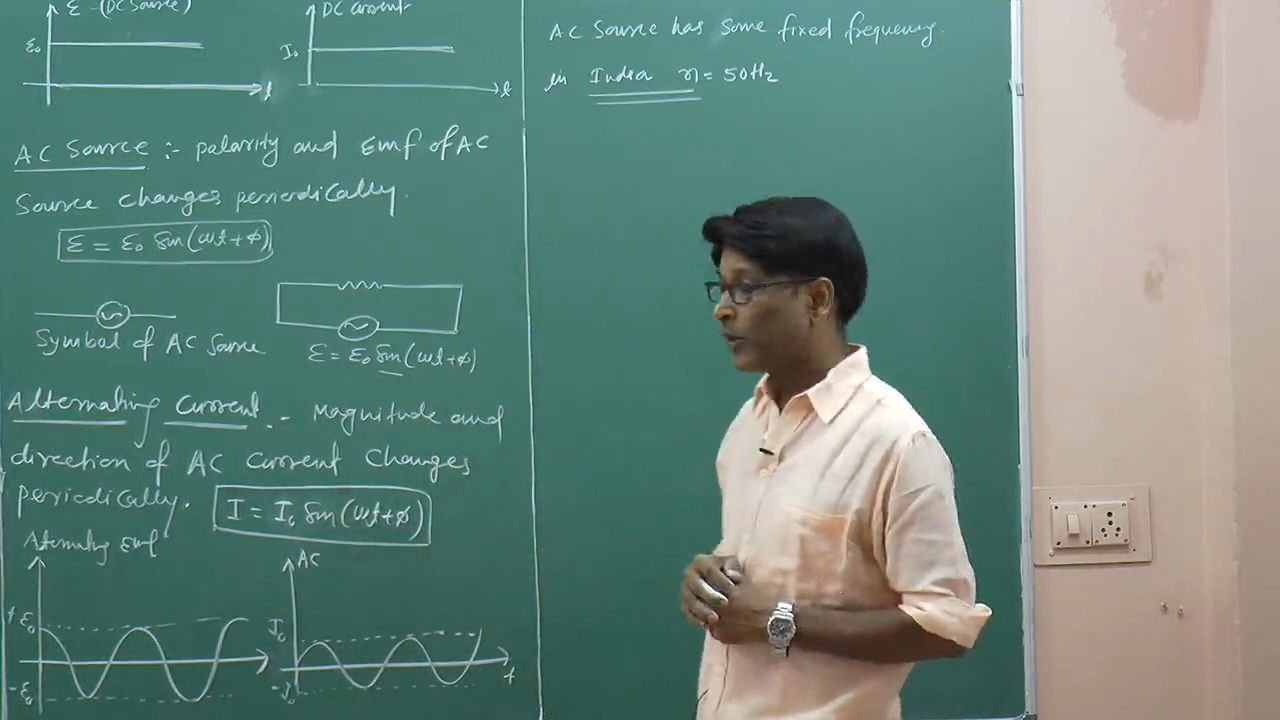 ε (DC Source)
DC current
ε₀
I₀
t
t
AC Source :- palarity and Emf of AC
Source changes periodically.
ε = ε₀ Sin(ωt+φ)
Symbol of AC Source
ε = ε₀ Sin(ωt+φ)
Alternating Current :- Magnitude and
direction of AC Current Changes
periodically.
I = I₀ Sin(ωt+φ)
Alternating Emf
AC
+ε₀
-ε₀
I₀
-I₀
t
AC Source has some fixed frequency.
in India n = 50Hz